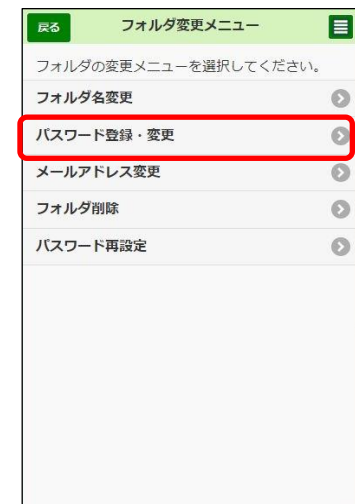 戻る フォルダ変更メニュー
フォルダの変更メニューを選択してください。
フォルダ名変更
パスワード登録・変更
メールアドレス変更
フォルダ削除
パスワード再設定